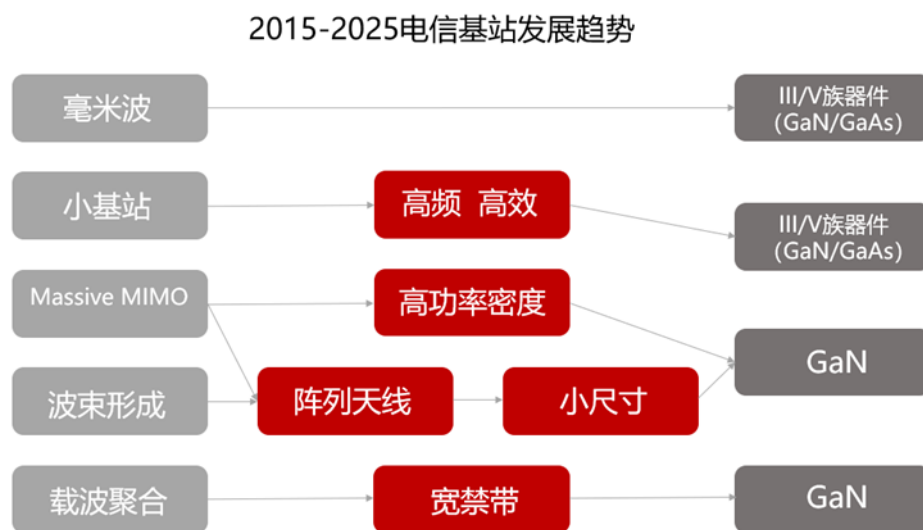 2015-2025电信基站发展趋势
毫米波
III/V族器件
（GaN/GaAs）
小基站
高频 高效
III/V族器件
（GaN/GaAs）
Massive MIMO
高功率密度
GaN
波束形成
阵列天线
小尺寸
载波聚合
宽禁带
GaN